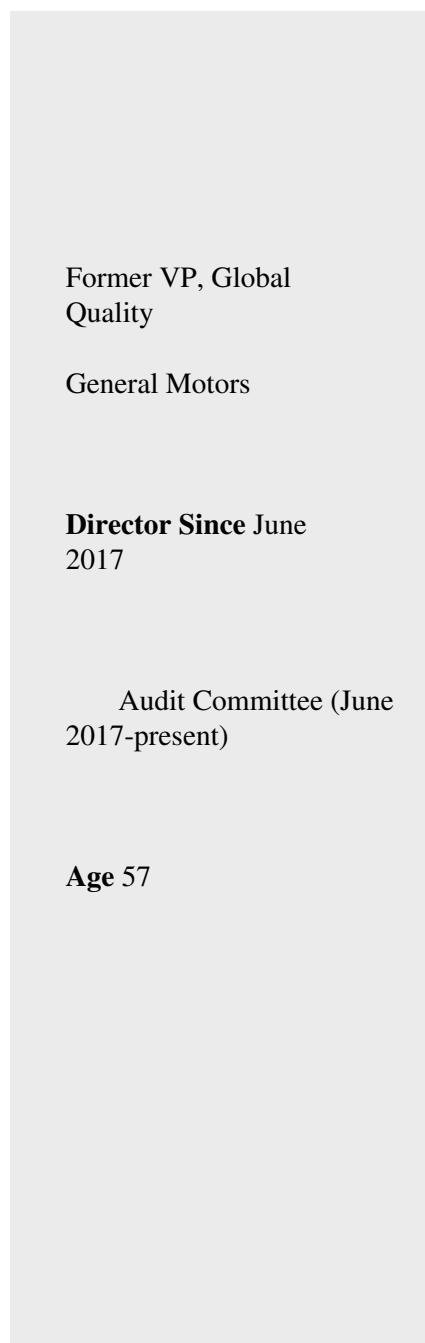 Former VP, Global
Quality
General Motors
Director Since June
2017
Audit Committee (June
2017-present)
Age 57